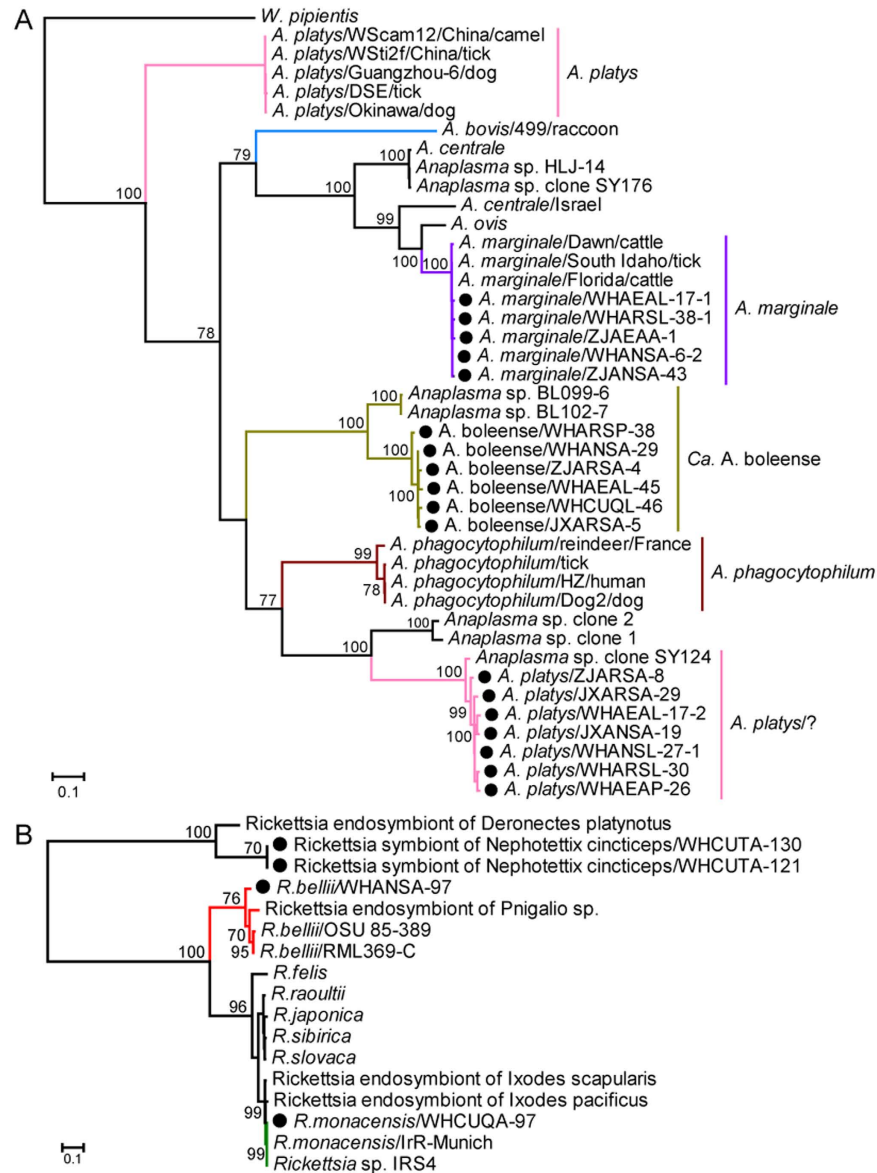 A
W. pipientis
A. platys/WScam12/China/camel
A. platys/WSti2f/China/tick
A. platys/Guangzhou-6/dog
A. platys/DSE/tick
A. platys/Okinawa/dog
A. platys
A. bovis/499/raccoon
79
A. centrale
100
Anaplasma sp. HLJ-14
Anaplasma sp. clone SY176
100
100
A. centrale/Israel
99
A. ovis
A. marginale/Dawn/cattle
100
100
A. marginale/South Idaho/tick
A. marginale/Florida/cattle
A. marginale/WHAEAL-17-1
A. marginale
A. marginale/WHARSL-38-1
78
A. marginale/ZJAEAA-1
A. marginale/WHANSA-6-2
A. marginale/ZJANSA-43
100
Anaplasma sp. BL099-6
Anaplasma sp. BL102-7
100
A. boleense/WHARSP-38
100
A. boleense/WHANSA-29
Ca. A. boleense
A. boleense/ZJARSA-4
A. boleense/WHAEAL-45
100
A. boleense/WHCUQL-46
A. boleense/JXARSA-5
A. phagocytophilum/reindeer/France
99
A. phagocytophilum/tick
A. phagocytophilum
78
A. phagocytophilum/HZ/human
A. phagocytophilum/Dog2/dog
77
100
Anaplasma sp. clone 2
Anaplasma sp. clone 1
100
Anaplasma sp. clone SY124
100
A. platys/ZJARSA-8
A. platys/JXARSA-29
99
A. platys/WHAEAL-17-2
A. platys/?
100
A. platys/JXANSA-19
A. platys/WHANSL-27-1
A. platys/WHARSL-30
A. platys/WHAEAP-26
0.1
B
Rickettsia endosymbiont of Deronectes platynotus
100
70
Rickettsia symbiont of Nephotettix cincticeps/WHCUTA-130
Rickettsia symbiont of Nephotettix cincticeps/WHCUTA-121
R.bellii/WHANSA-97
76
Rickettsia endosymbiont of Pnigalio sp.
70
R.bellii/OSU 85-389
95
R.bellii/RML369-C
100
R.felis
R.raoultii
96
R.japonica
R.sibirica
R.slovaca
Rickettsia endosymbiont of Ixodes scapularis
Rickettsia endosymbiont of Ixodes pacificus
99
R.monacensis/WHCUQA-97
R.monacensis/IrR-Munich
99
Rickettsia sp. IRS4
0.1